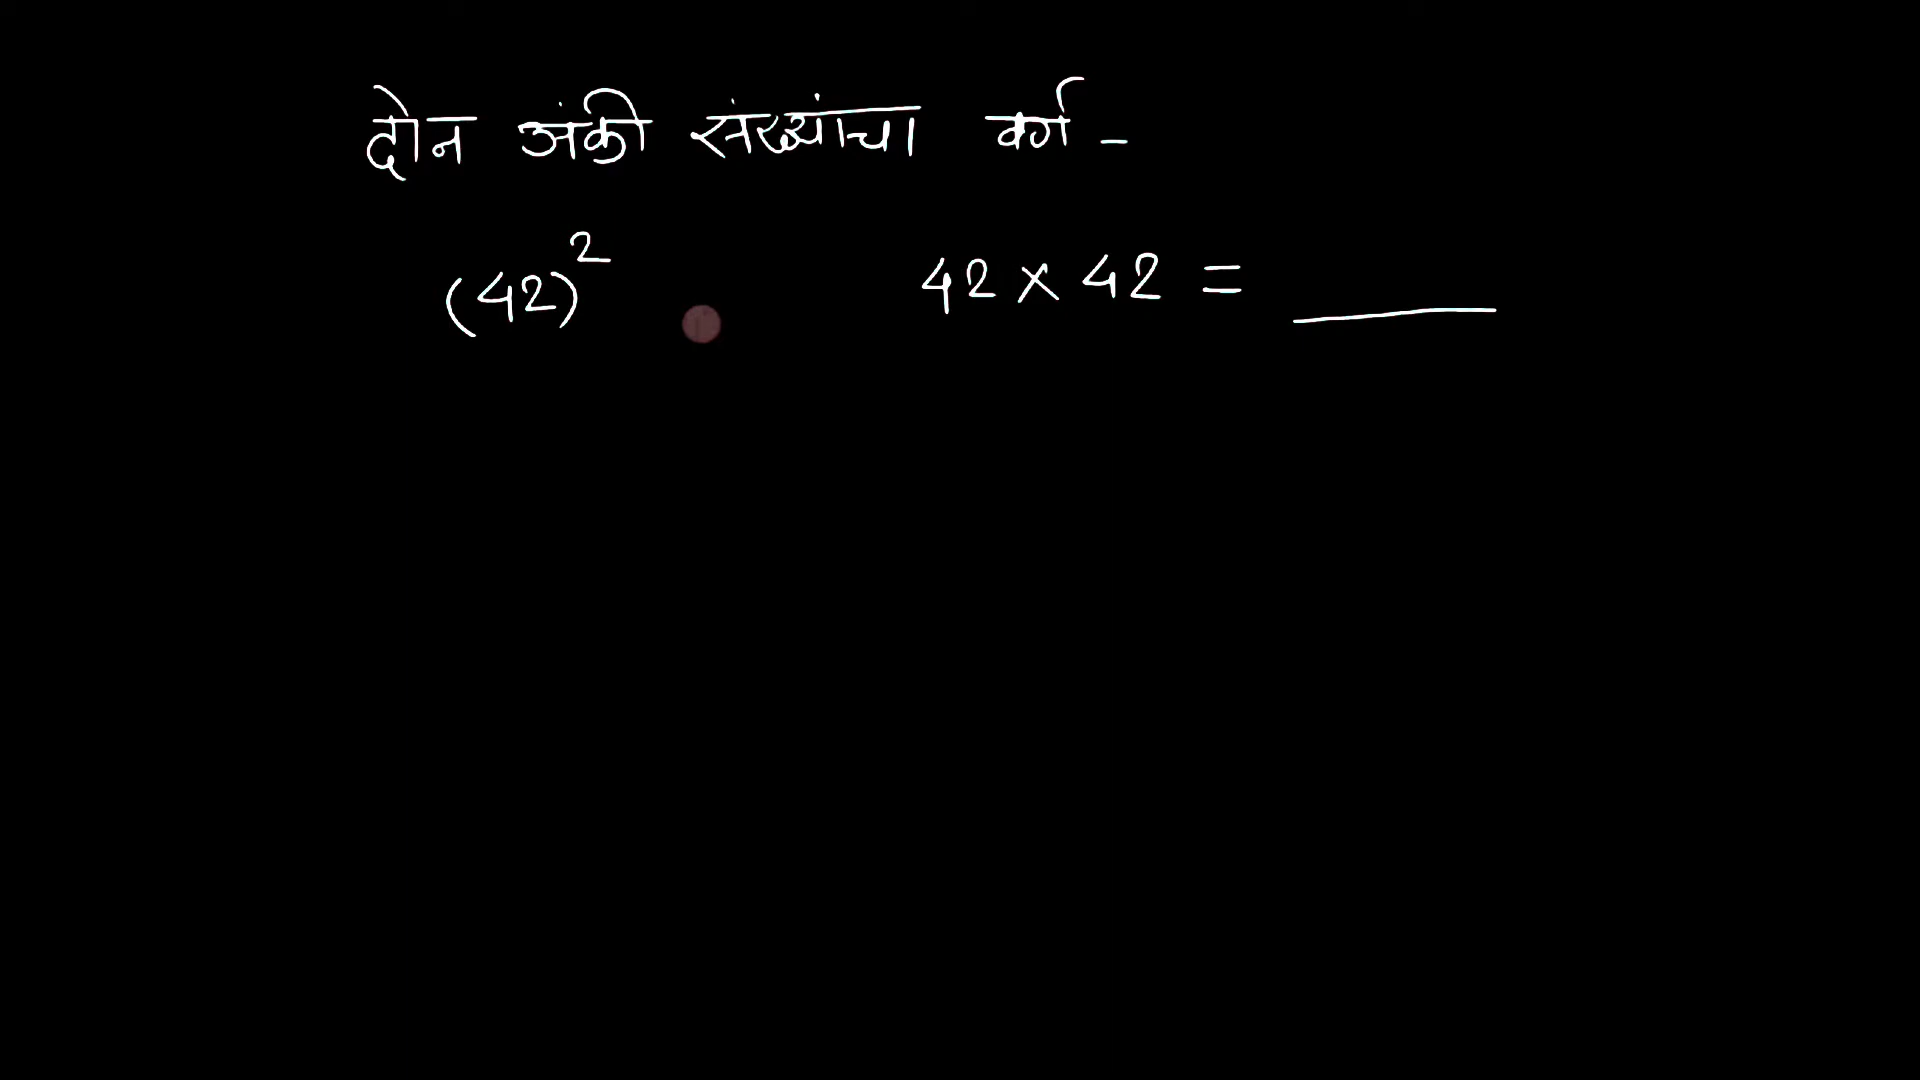 दोन अंकी संख्यांचा वर्ग -
(42)² 42 × 42 = ____